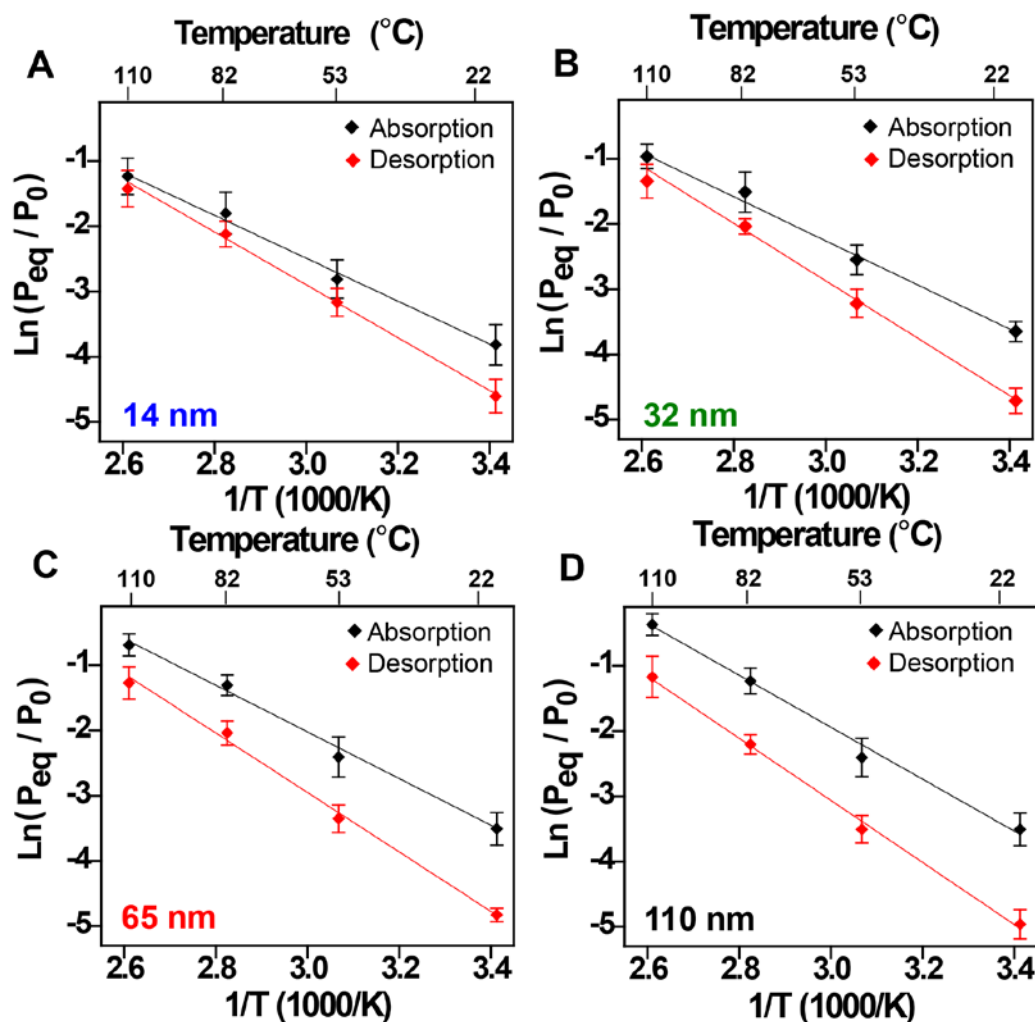 A
Temperature (°C)
110 82 53 22
Absorption
Desorption
Ln (Peq / P0)
-1
-2
-3
-4
-5
14 nm
2.6 2.8 3.0 3.2 3.4
1/T (1000/K)
B
Temperature (°C)
110 82 53 22
Absorption
Desorption
Ln (Peq / P0)
-1
-2
-3
-4
-5
32 nm
2.6 2.8 3.0 3.2 3.4
1/T (1000/K)
C
Temperature (°C)
110 82 53 22
Absorption
Desorption
Ln (Peq / P0)
-1
-2
-3
-4
-5
65 nm
2.6 2.8 3.0 3.2 3.4
1/T (1000/K)
D
Temperature (°C)
110 82 53 22
Absorption
Desorption
Ln (Peq / P0)
-1
-2
-3
-4
-5
110 nm
2.6 2.8 3.0 3.2 3.4
1/T (1000/K)